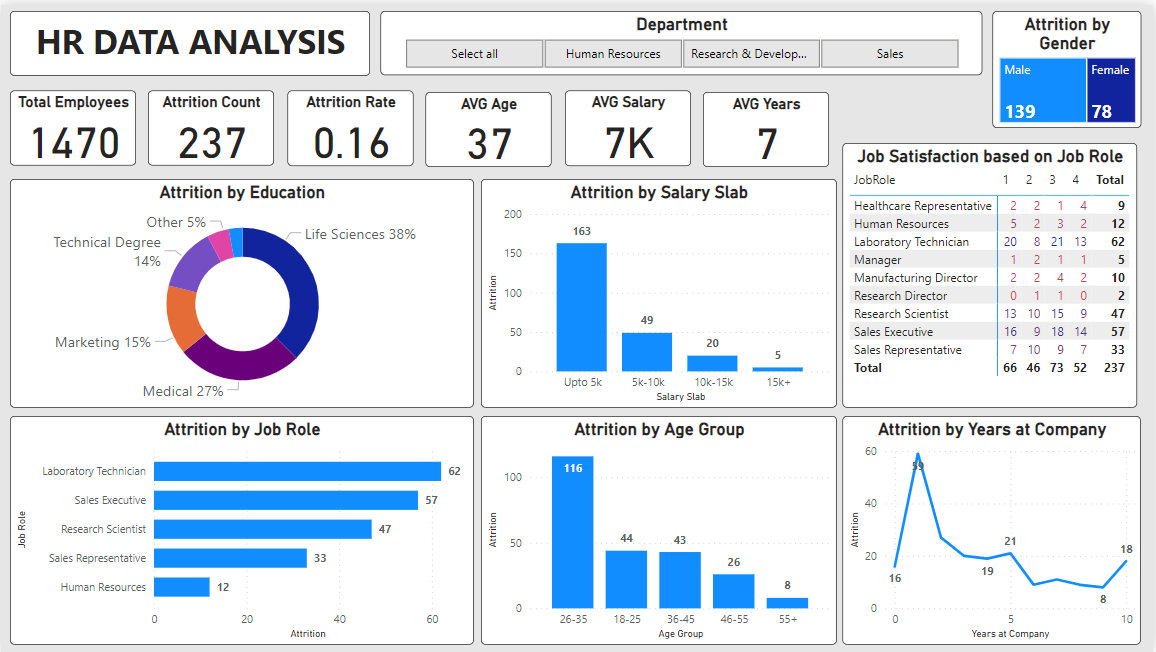 HR DATA ANALYSIS
Department
Select all
Human Resources
Research & Develop...
Sales
Attrition by
Gender
Male
Female
139
78
Total Employees
1470
Attrition Count
237
Attrition Rate
0.16
AVG Age
37
AVG Salary
7K
AVG Years
7
Job Satisfaction based on Job Role
JobRole 1 2 3 4 Total
Healthcare Representative 2 2 1 4 9
Human Resources 5 2 3 2 12
Laboratory Technician 20 8 21 13 62
Manager 1 2 1 1 5
Manufacturing Director 2 2 4 2 10
Research Director 0 1 1 0 2
Research Scientist 13 10 15 9 47
Sales Executive 16 9 18 14 57
Sales Representative 7 10 9 7 33
Total 66 46 73 52 237
Attrition by Education
Other 5%
Life Sciences 38%
Technical Degree
14%
Marketing 15%
Medical 27%
Attrition by Salary Slab
200
163
150
Attrition
100
50
49
20
5
0
Upto 5k 5k-10k 10k-15k 15k+
Salary Slab
Attrition by Job Role
Job Role
Laboratory Technician 62
Sales Executive 57
Research Scientist 47
Sales Representative 33
Human Resources 12
0 20 40 60
Attrition
Attrition by Age Group
100
116
Attrition
50
44
43
26
8
0
26-35 18-25 36-45 46-55 55+
Age Group
Attrition by Years at Company
60
59
40
Attrition
20
21
18
16
19
8
0
0 5 10
Years at Company